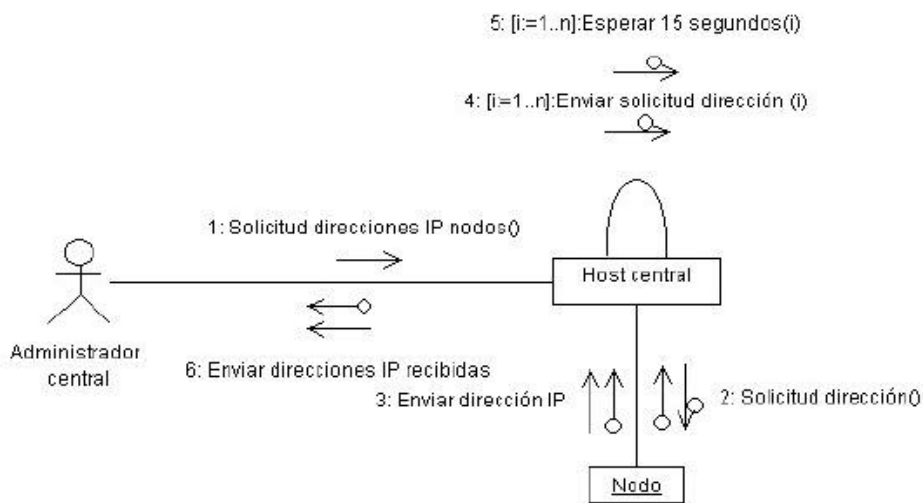 5: [i:=1..n]:Esperar 15 segundos(i)
4: [i:=1..n]:Enviar solicitud dirección (i)
1: Solicitud direcciones IP nodos()
Host central
Administrador
central
6: Enviar direcciones IP recibidas
3: Enviar dirección IP
2: Solicitud dirección()
Nodo